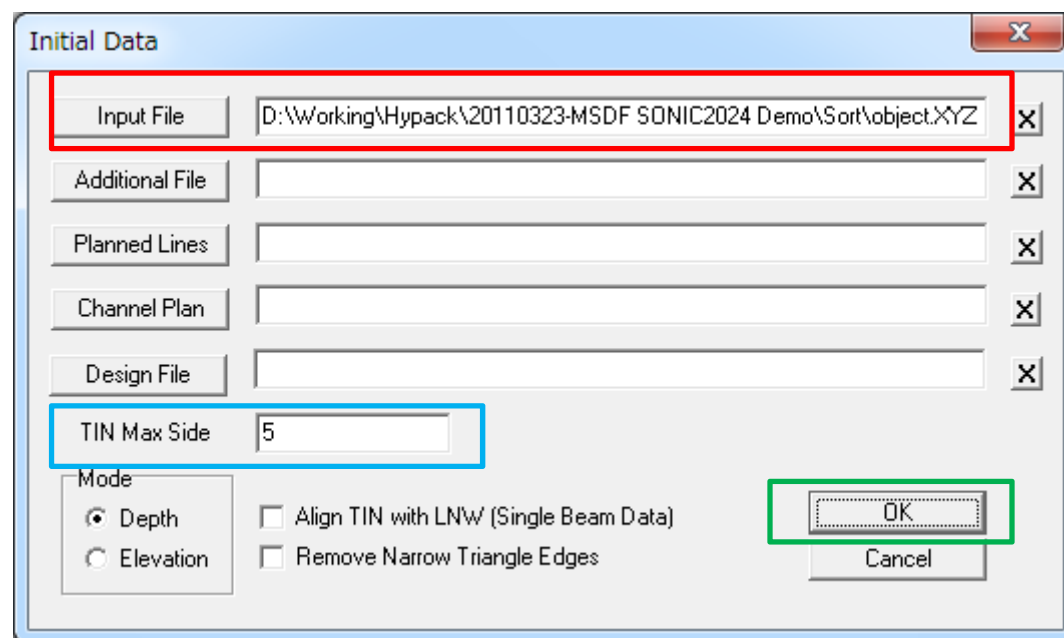 Initial Data
Input File D:\Working\Hypack\20110323-MSDF SONIC2024 Demo\Sort\object.XYZ X
Additional File X
Planned Lines X
Channel Plan X
Design File X
TIN Max Side 5
Mode
Depth Align TIN with LNW (Single Beam Data) OK
Elevation Remove Narrow Triangle Edges Cancel